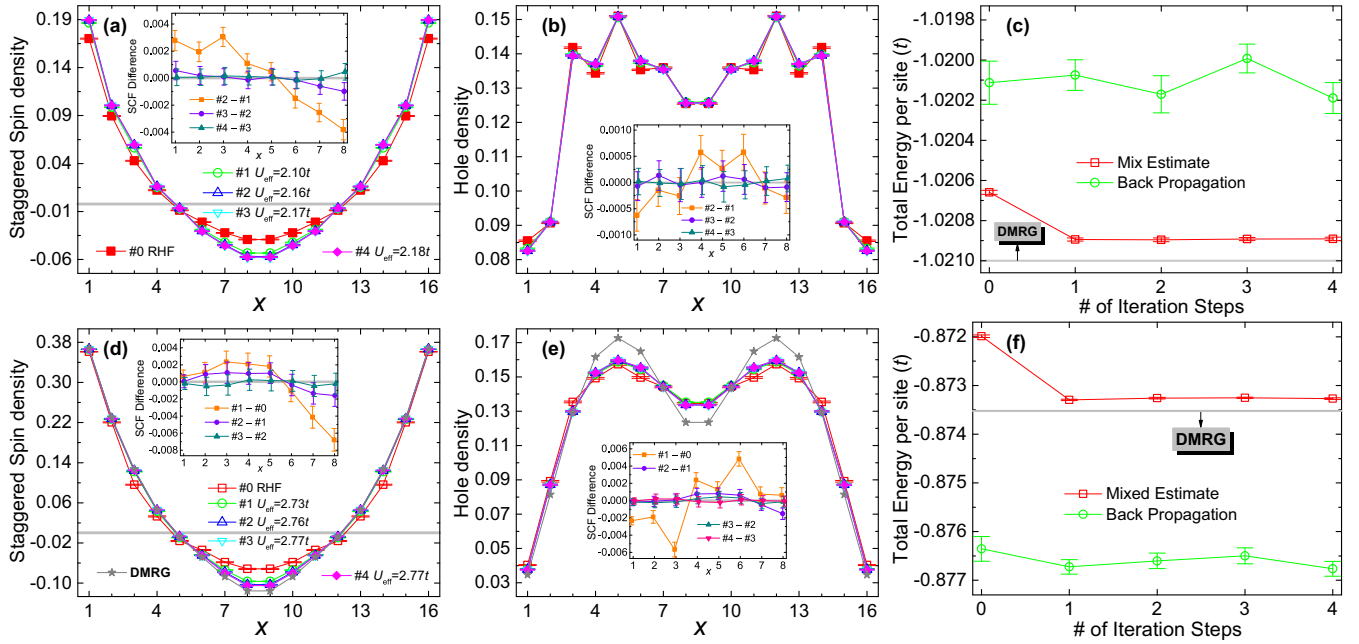 (a)
Staggered Spin density
0.19
0.14
0.09
0.04
-0.01
-0.06
1 4 7 10 13 16
X
SCF Difference
0.004
0.002
0.000
-0.002
-0.004
1 2 3 4 5 6 7 8
x
#2 − #1
#3 − #2
#4 − #3
#1 Ueff=2.10t
#2 Ueff=2.16t
#3 Ueff=2.17t
#0 RHF
#4 Ueff=2.18t
(b)
Hole density
0.15
0.14
0.13
0.12
0.11
0.10
0.09
0.08
1 4 7 10 13 16
X
SCF Difference
0.0010
0.0005
0.0000
-0.0005
-0.0010
1 2 3 4 5 6 7 8
x
#2 − #1
#3 − #2
#4 − #3
(c)
Total Energy per site (t)
-1.0198
-1.0200
-1.0202
-1.0204
-1.0206
-1.0208
-1.0210
0 1 2 3 4
# of Iteration Steps
Mix Estimate
Back Propagation
DMRG
(d)
Staggered Spin density
0.38
0.30
0.22
0.14
0.06
-0.02
-0.10
1 4 7 10 13 16
X
SCF Difference
0.004
0.002
0.000
-0.002
-0.004
-0.006
-0.008
1 2 3 4 5 6 7 8
x
#1 − #0
#2 − #1
#3 − #2
#0 RHF
#1 Ueff=2.73t
#2 Ueff=2.76t
#3 Ueff=2.77t
DMRG
#4 Ueff=2.77t
(e)
Hole density
0.17
0.15
0.13
0.11
0.09
0.07
0.05
0.03
1 4 7 10 13 16
X
SCF Difference
0.006
0.004
0.002
0.000
-0.002
-0.004
-0.006
1 2 3 4 5 6 7 8
x
#1 − #0
#2 − #1
#3 − #2
#4 − #3
(f)
Total Energy per site (t)
-0.872
-0.873
-0.874
-0.875
-0.876
-0.877
0 1 2 3 4
# of Iteration Steps
DMRG
Mixed Estimate
Back Propagation